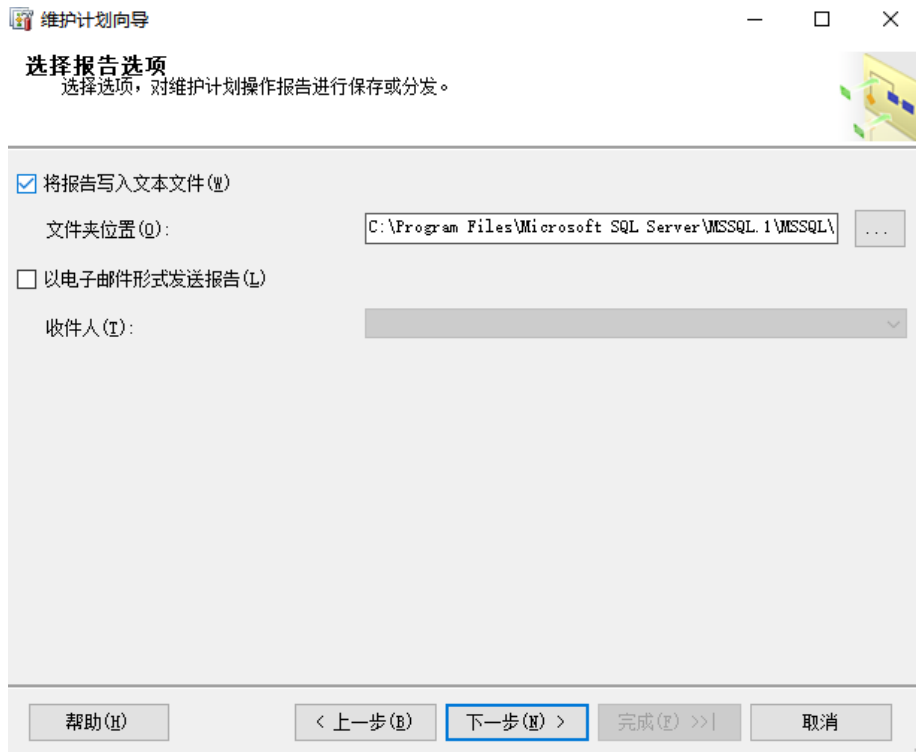 维护计划向导
选择报告选项
选择选项，对维护计划操作报告进行保存或分发。
将报告写入文本文件(W)
文件夹位置(O):
C:\Program Files\Microsoft SQL Server\MSSQL.1\MSSQL\
...
以电子邮件形式发送报告(L)
收件人(T):
帮助(H)
< 上一步(B)
下一步(N) >
完成(F) >>|
取消